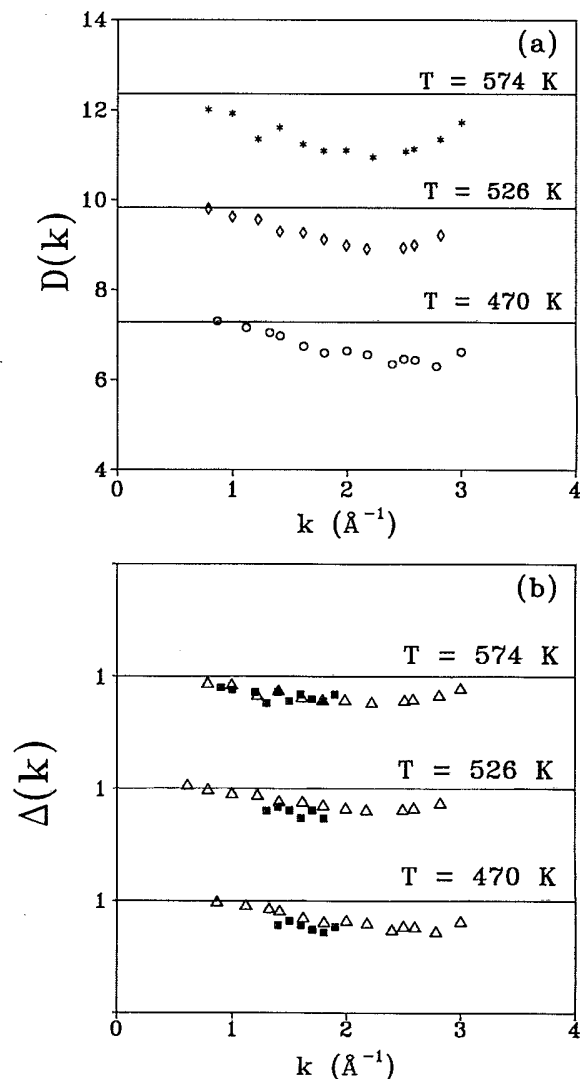 14
(a)
T = 574 K
12
T = 526 K
10
D(k)
8
T = 470 K
6
4
0
1
2
3
4
k (Å⁻¹)
(b)
T = 574 K
1
T = 526 K
1
Δ(k)
T = 470 K
1
0
1
2
3
4
k (Å⁻¹)